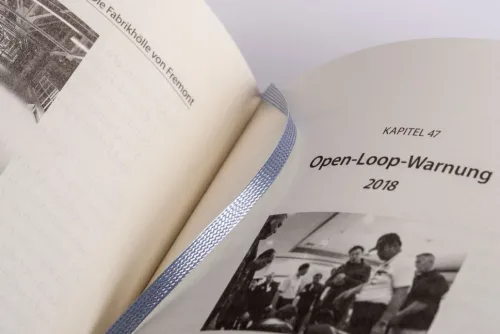 Die Fabrikhölle von Fremont
KAPITEL 47
Open-Loop-Warnung
2018